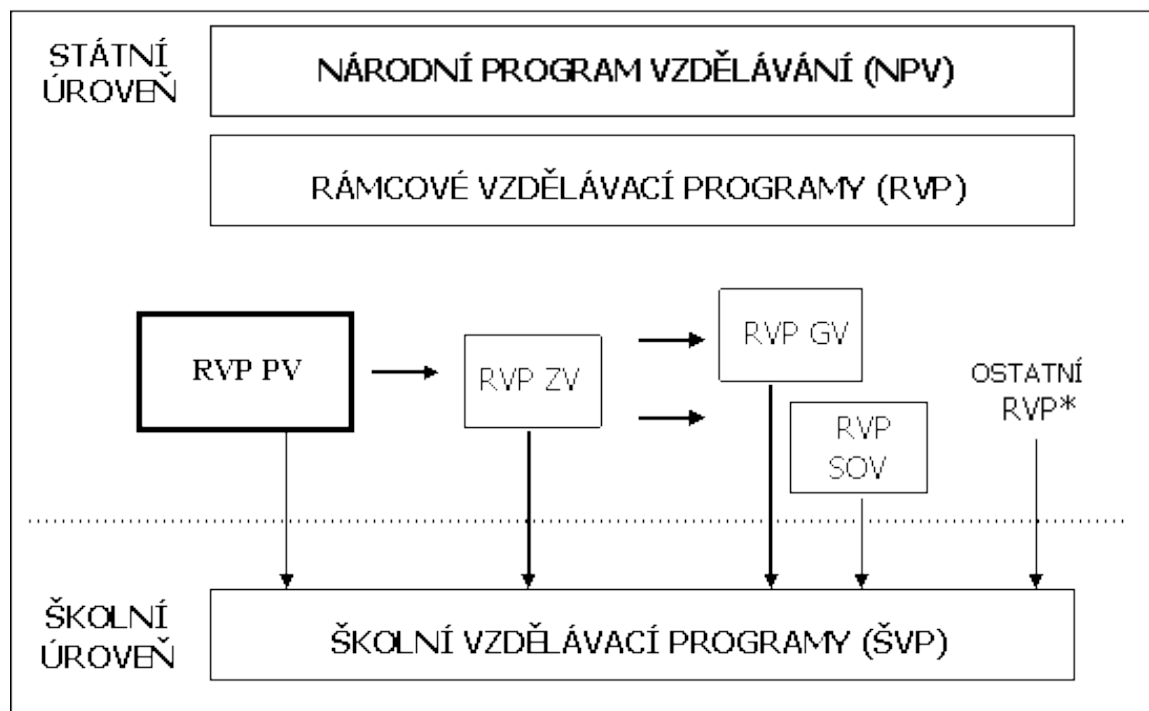 STÁTNÍ
ÚROVEŇ
NÁRODNÍ PROGRAM VZDĚLÁVÁNÍ (NPV)
RÁMCOVÉ VZDĚLÁVACÍ PROGRAMY (RVP)
RVP PV
RVP ZV
RVP GV
RVP
SOV
OSTATNÍ
RVP*
ŠKOLNÍ
ÚROVEŇ
ŠKOLNÍ VZDĚLÁVACÍ PROGRAMY (ŠVP)